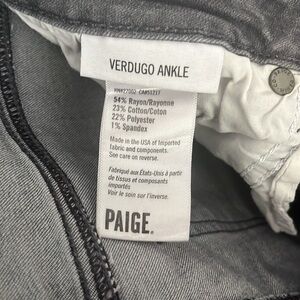 VERDUGO ANKLE
54% Rayon/Rayonne
23% Cotton/Coton
22% Polyester
1% Spandex
Made in the USA of Imported
fabric and components.
See care on reverse.
Fabriqué aux États-Unis à partir
de tissus et composants
importés
Voir le soin sur l'inverse.
PAIGE.